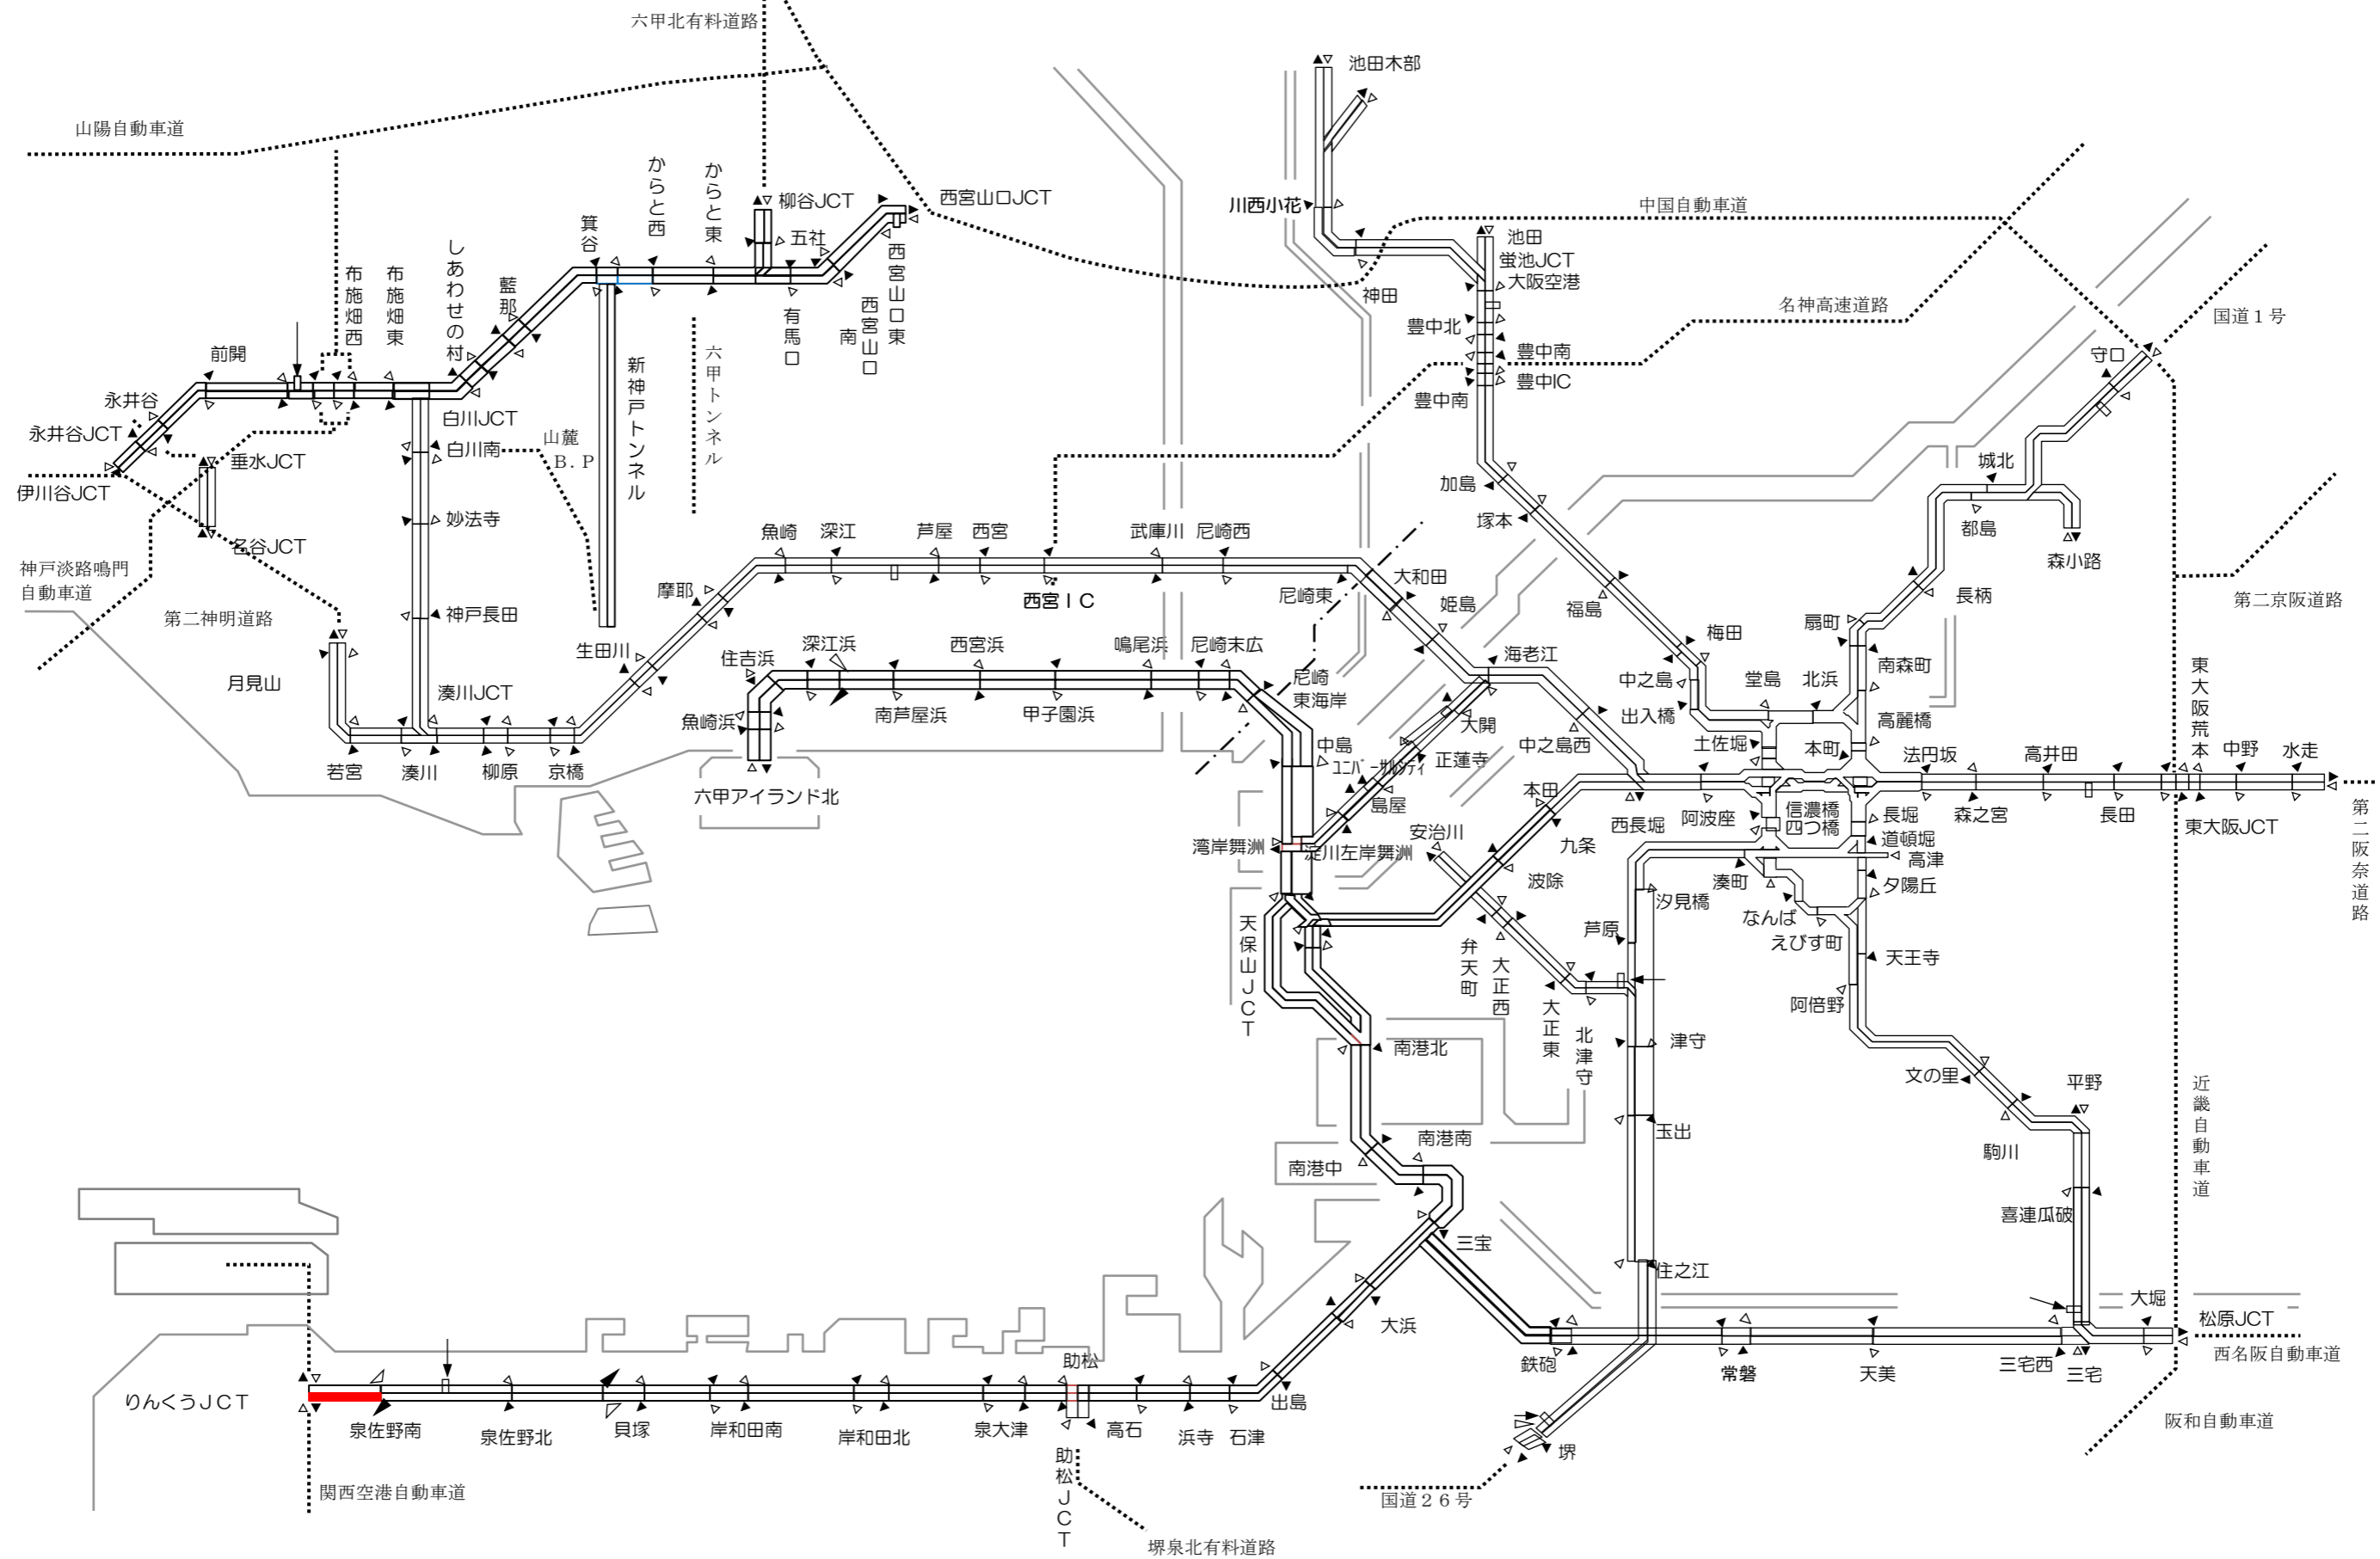 六甲北有料道路
池田木部
山陽自動車道
からと西
からと東
柳谷JCT
西宮山口JCT
川西小花
中国自動車道
箕谷
五社
池田
しあわせの村
布施畑西
布施畑東
藍那
西宮山口東
西宮山口南
有馬口
蛍池JCT
大阪空港
神田
名神高速道路
国道１号
豊中北
豊中南
豊中IC
豊中南
守口
前開
六甲トンネル
新神戸トンネル
永井谷
永井谷JCT
白川JCT
白川南
山麓
Ｂ．Ｐ
垂水JCT
伊川谷JCT
加島
城北
塚本
都島
妙法寺
魚崎
深江
芦屋
西宮
武庫川
尼崎西
名谷JCT
森小路
神戸淡路鳴門
自動車道
第二神明道路
摩耶
西宮ＩＣ
尼崎東
大和田
姫島
福島
長柄
第二京阪道路
神戸長田
扇町
梅田
生田川
住吉浜
深江浜
西宮浜
鳴尾浜
尼崎末広
海老江
南森町
東大阪荒本
月見山
湊川JCT
尼崎
東海岸
中之島
堂島
北浜
魚崎浜
南芦屋浜
甲子園浜
大開
出入橋
高麗橋
中島
中之島西
土佐堀
本町
法円坂
高井田
中野
水走
若宮
湊川
柳原
京橋
ユニバーサルシティ
正蓮寺
六甲アイランド北
島屋
本田
阿波座
信濃橋
四つ橋
長堀
森之宮
長田
東大阪JCT
第二阪奈道路
湾岸舞洲
淀川左岸舞洲
安治川
西長堀
九条
道頓堀
高津
波除
湊町
夕陽丘
汐見橋
なんば
天保山ＪＣＴ
芦原
えびす町
弁天町
大正西
天王寺
大正東
北津守
阿倍野
南港北
津守
文の里
平野
近畿自動車道
玉出
南港南
南港中
駒川
喜連瓜破
三宝
住之江
大浜
大堀
松原JCT
西名阪自動車道
鉄砲
常磐
天美
三宅西
三宅
りんくうＪＣＴ
助松
出島
泉佐野南
泉佐野北
貝塚
岸和田南
岸和田北
泉大津
高石
浜寺
石津
阪和自動車道
堺
助松ＪＣＴ
関西空港自動車道
国道２６号
堺泉北有料道路